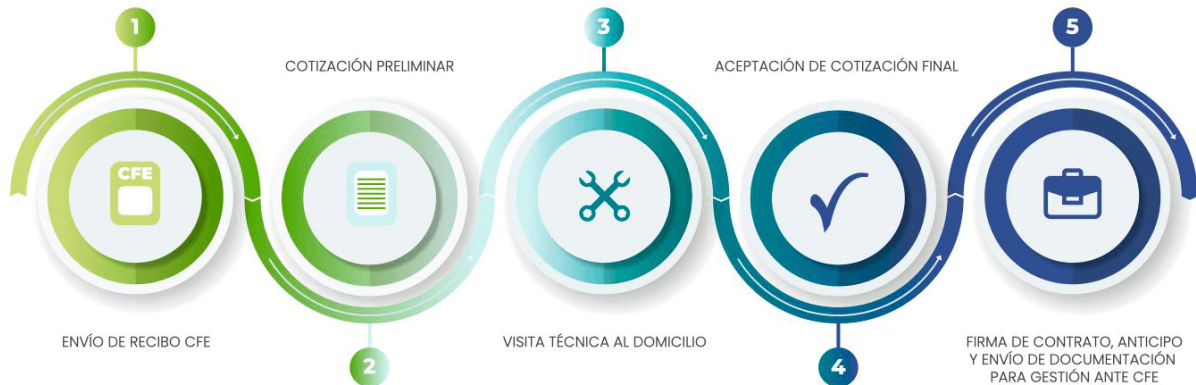 1
CFE
ENVÍO DE RECIBO CFE
COTIZACIÓN PRELIMINAR
2
3
VISITA TÉCNICA AL DOMICILIO
ACEPTACIÓN DE COTIZACIÓN FINAL
4
5
FIRMA DE CONTRATO, ANTICIPO
Y ENVÍO DE DOCUMENTACIÓN
PARA GESTIÓN ANTE CFE